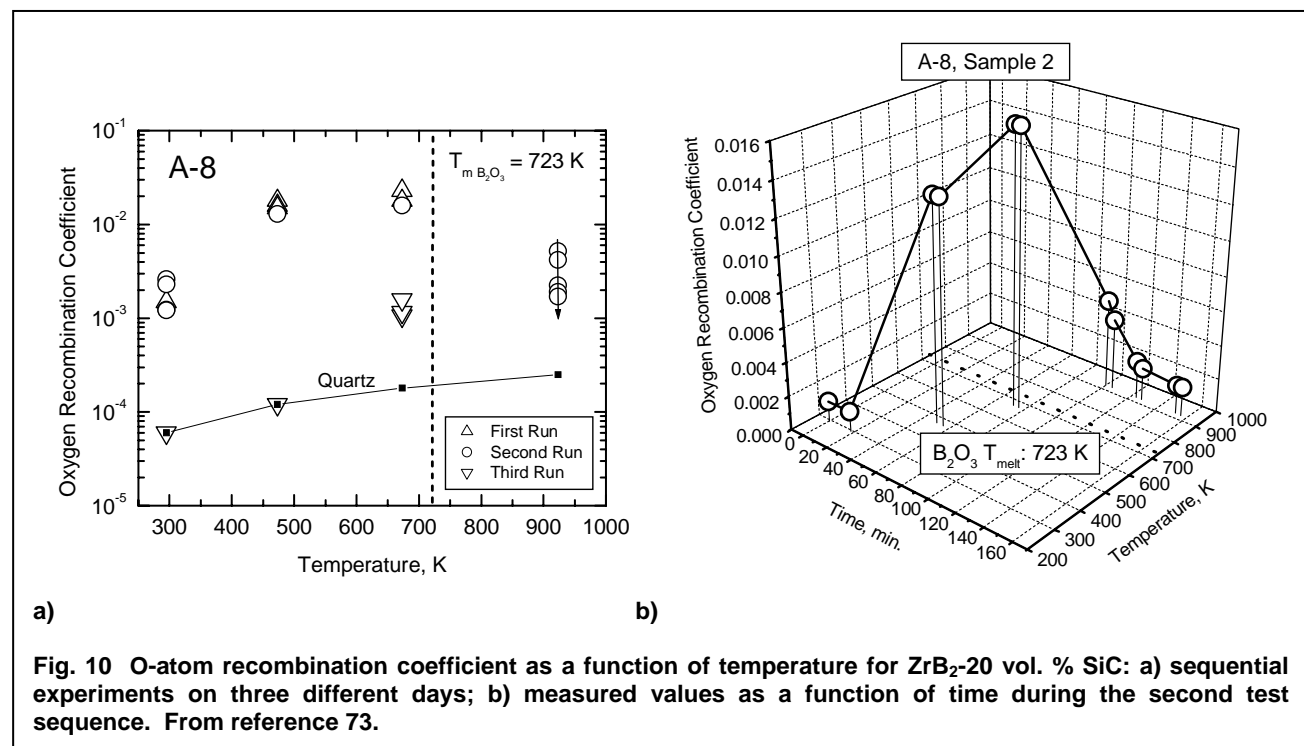 A-8
T_m B₂O₃ = 723 K
Oxygen Recombination Coefficient
10⁻¹
10⁻²
10⁻³
10⁻⁴
10⁻⁵
Quartz
First Run
Second Run
Third Run
300 400 500 600 700 800 900 1000
Temperature, K
a)
A-8, Sample 2
Oxygen Recombination Coefficient
0.016
0.014
0.012
0.010
0.008
0.006
0.004
0.002
0.000
0 20 40 60 80 100 120 140 160
Time, min.
B₂O₃ T_melt: 723 K
200 300 400 500 600 700 800 900 1000
Temperature, K
b)
Fig. 10 O-atom recombination coefficient as a function of temperature for ZrB₂-20 vol. % SiC: a) sequential
experiments on three different days; b) measured values as a function of time during the second test
sequence. From reference 73.